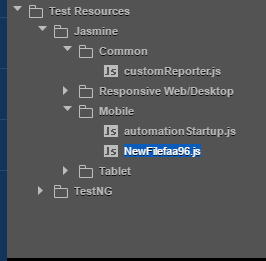 Test Resources
Jasmine
Common
Js customReporter.js
Responsive Web/Desktop
Mobile
Js automationStartup.js
Js NewFilefaa96.js
Tablet
TestNG